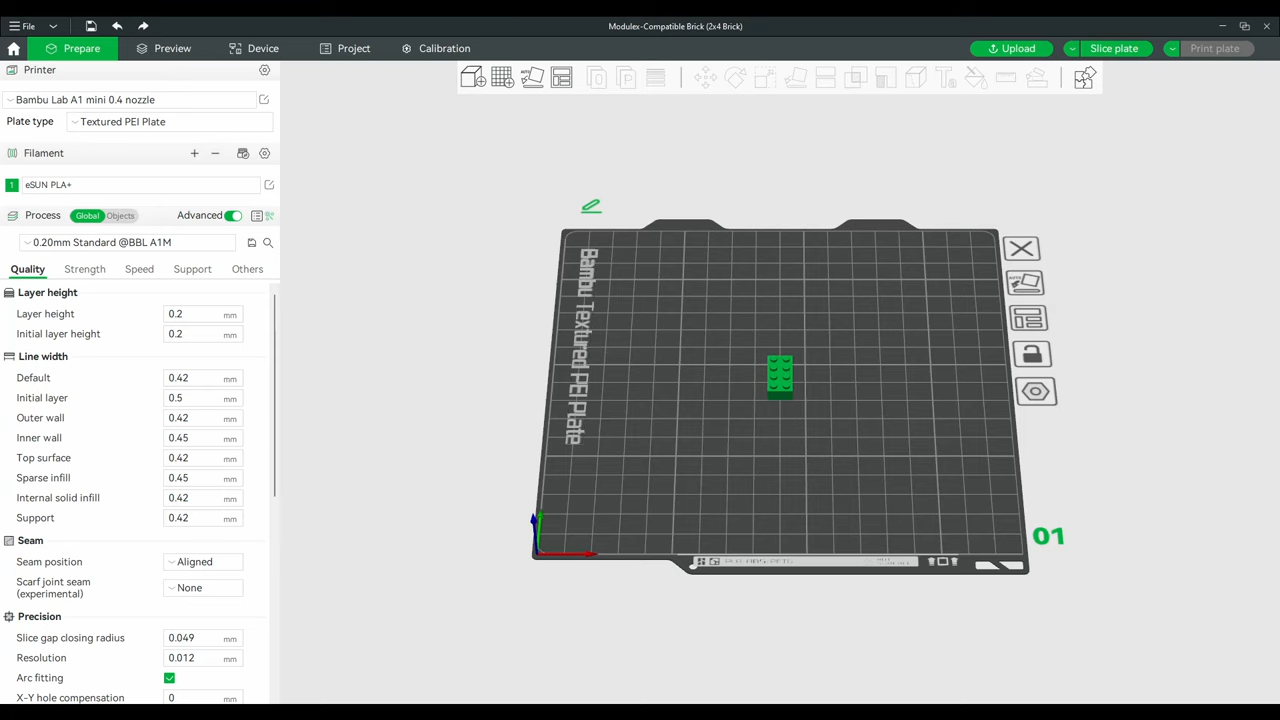 File
Modulex-Compatible Brick (2x4 Brick)
Prepare Preview Device Project Calibration Upload Slice plate Print plate
Printer
Bambu Lab A1 mini 0.4 nozzle
Plate type Textured PEI Plate
Filament
1 eSUN PLA+
Process Global Objects Advanced
0.20mm Standard @BBL A1M
Quality Strength Speed Support Others
Layer height
Layer height 0.2 mm
Initial layer height 0.2 mm
Line width
Default 0.42 mm
Initial layer 0.5 mm
Outer wall 0.42 mm
Inner wall 0.45 mm
Top surface 0.42 mm
Sparse infill 0.45 mm
Internal solid infill 0.42 mm
Support 0.42 mm
Seam
Seam position Aligned
Scarf joint seam (experimental) None
Precision
Slice gap closing radius 0.049 mm
Resolution 0.012 mm
Arc fitting
X-Y hole compensation 0 mm
Bambu Textured PEI Plate
AUTO
01